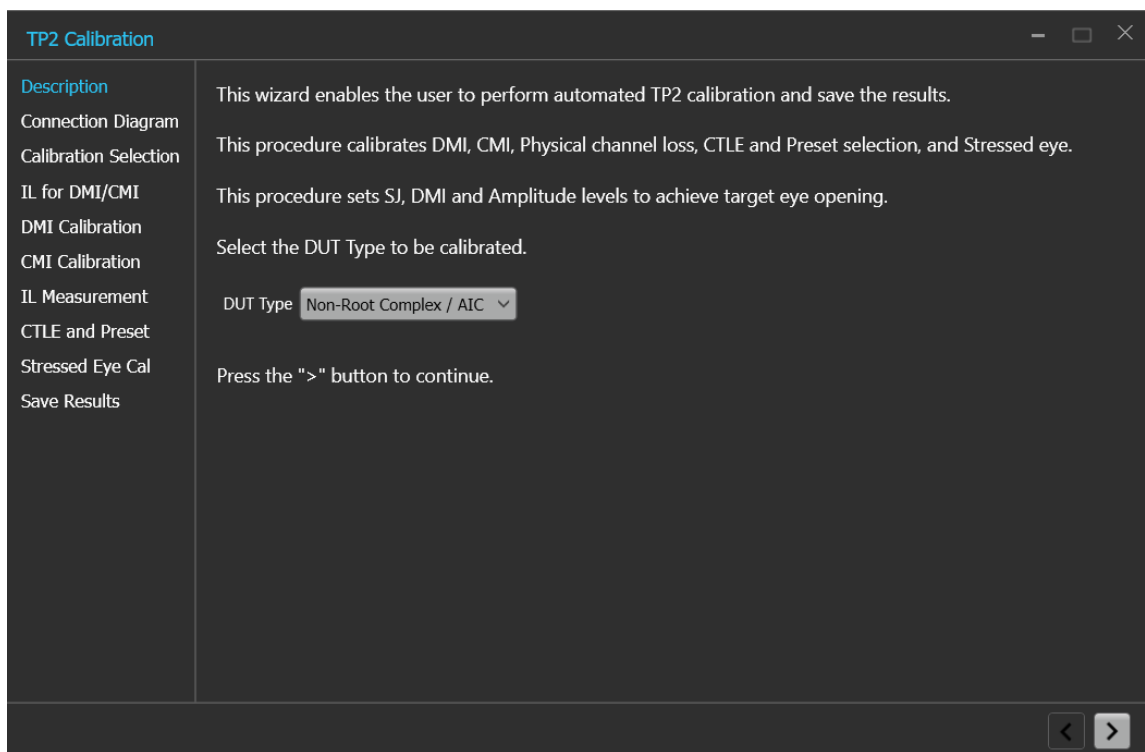 TP2 Calibration
Description
Connection Diagram
Calibration Selection
IL for DMI/CMI
DMI Calibration
CMI Calibration
IL Measurement
CTLE and Preset
Stressed Eye Cal
Save Results
This wizard enables the user to perform automated TP2 calibration and save the results.
This procedure calibrates DMI, CMI, Physical channel loss, CTLE and Preset selection, and Stressed eye.
This procedure sets SJ, DMI and Amplitude levels to achieve target eye opening.
Select the DUT Type to be calibrated.
DUT Type Non-Root Complex / AIC
Press the ">" button to continue.